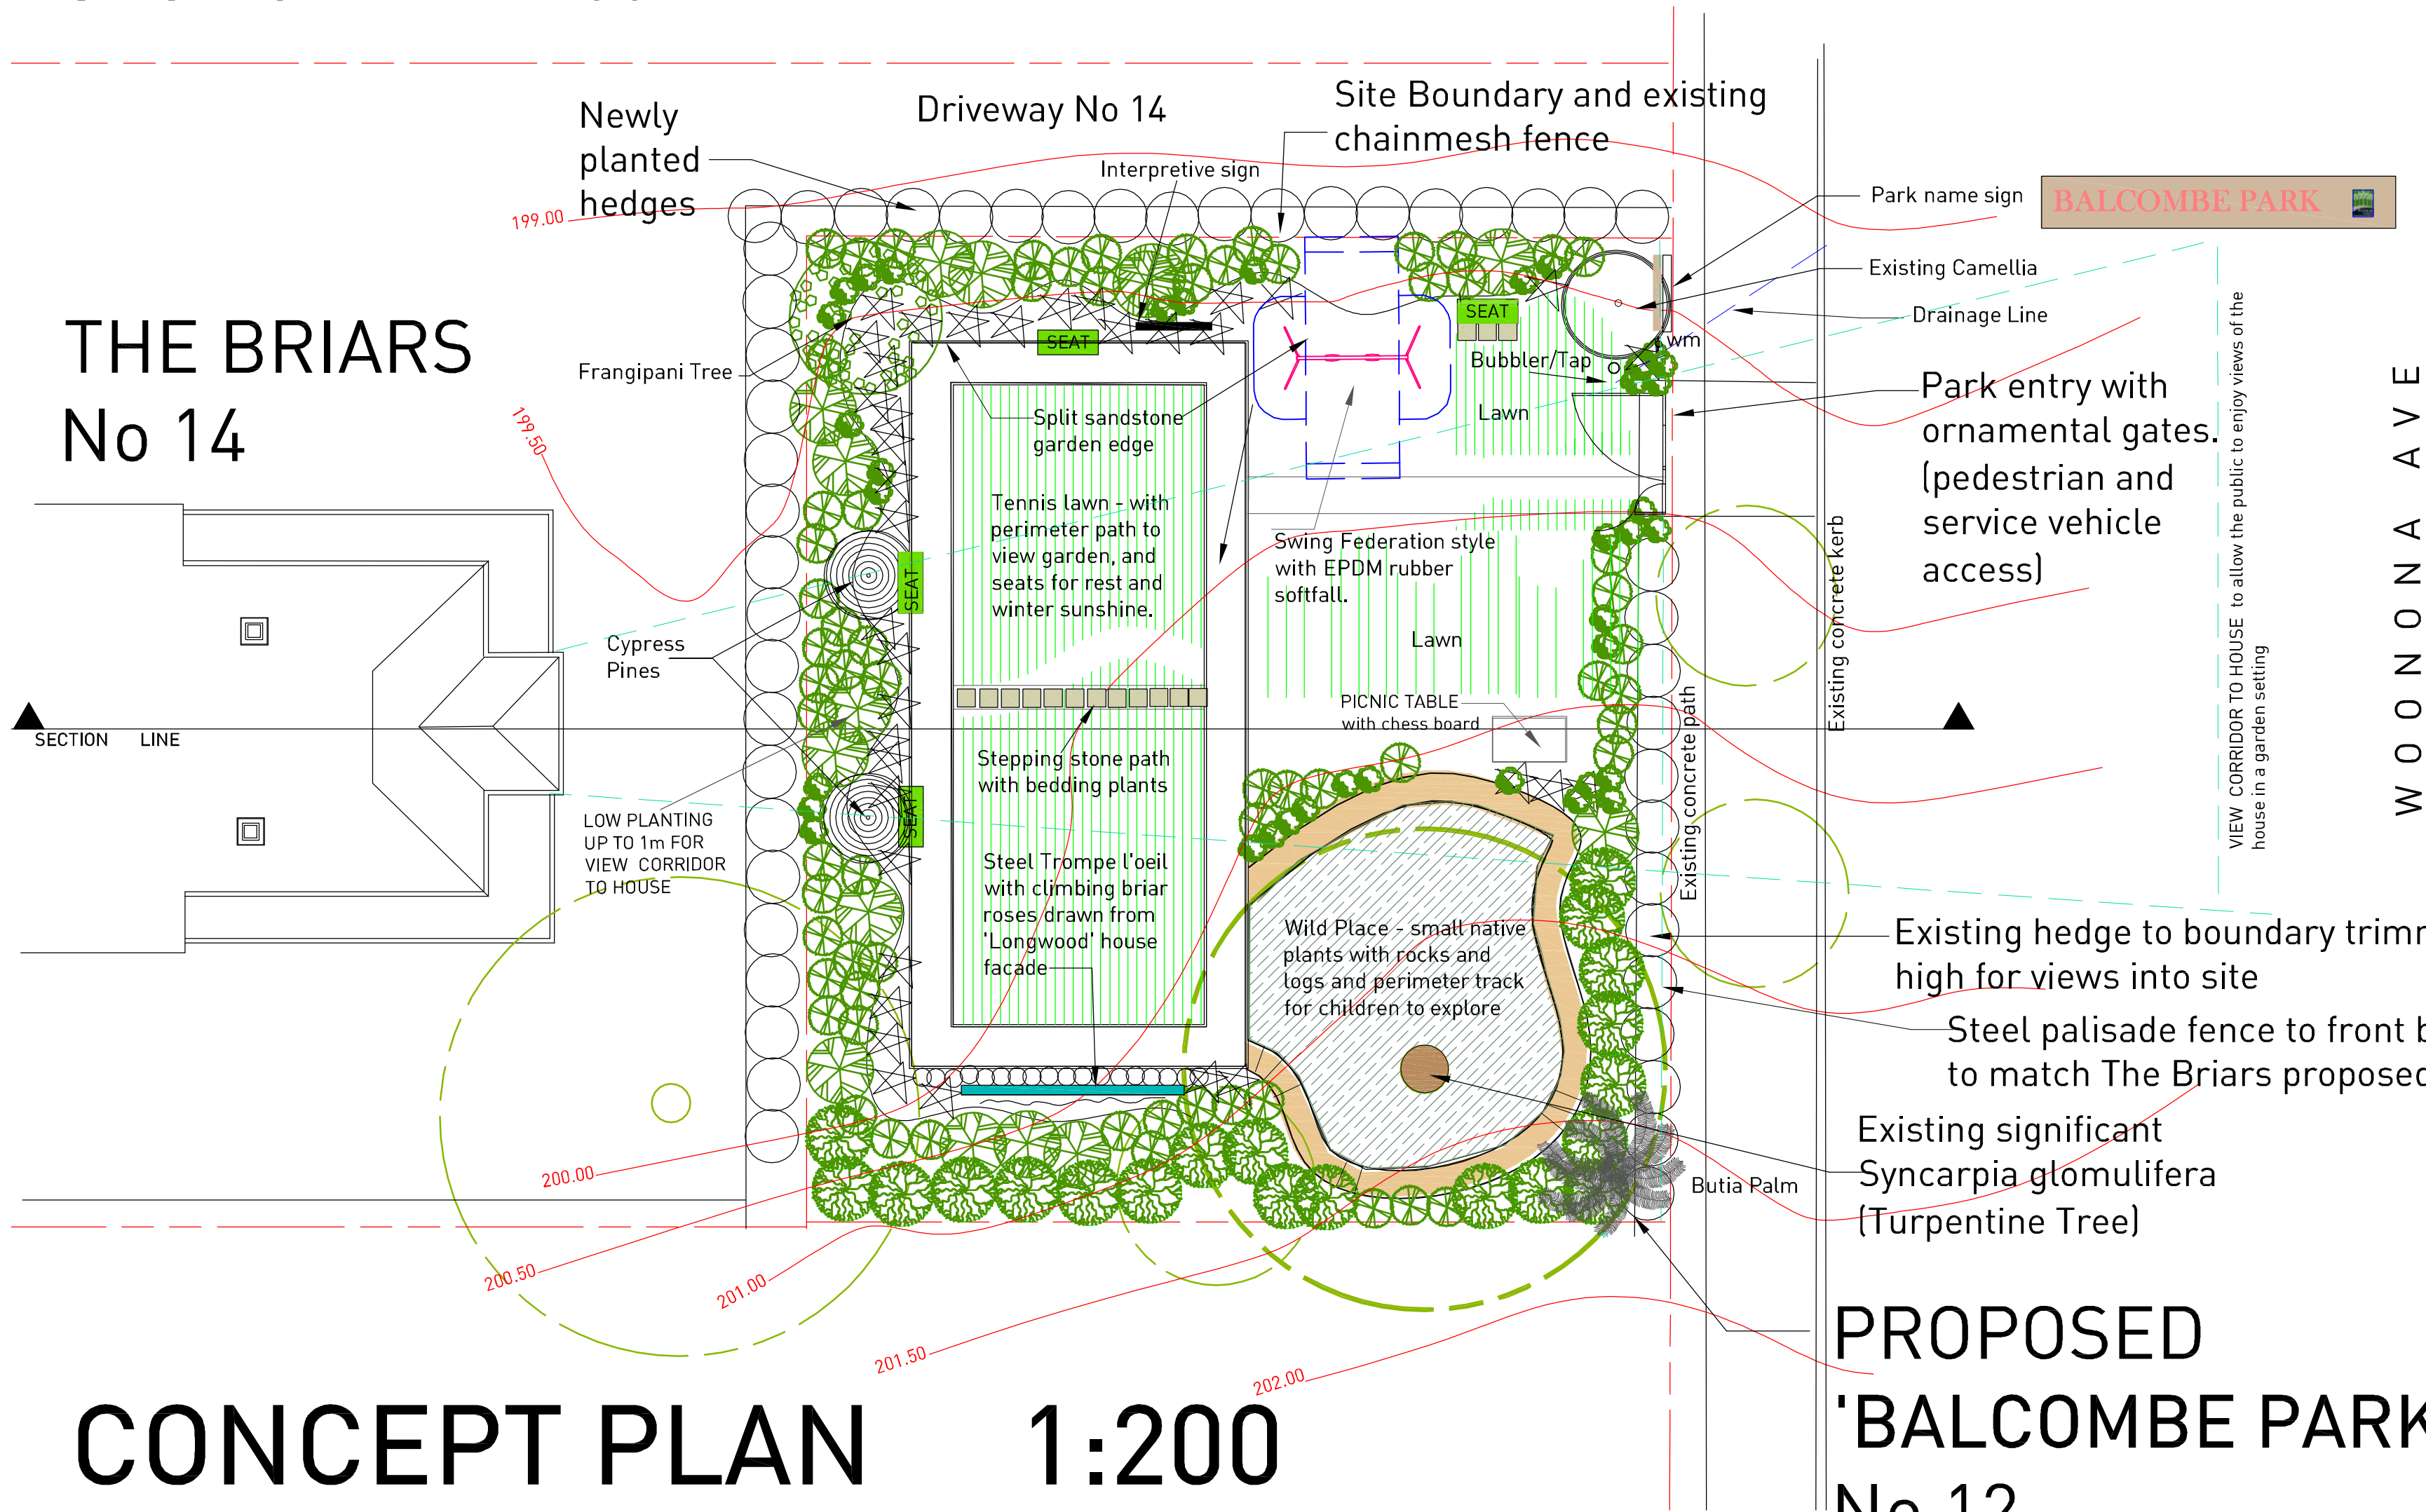 Driveway No 14
Site Boundary and existing
chainmesh fence
Newly
planted
hedges
Interpretive sign
199.00
Park name sign
BALCOMBE PARK
Existing Camellia
Drainage Line
THE BRIARS
No 14
Frangipani Tree
SEAT
SEAT
wm
Bubbler/Tap
Lawn
Split sandstone
garden edge
Park entry with
ornamental gates.
(pedestrian and
service vehicle
access)
199.50
Tennis lawn - with
perimeter path to
view garden, and
seats for rest and
winter sunshine.
Swing Federation style
with EPDM rubber
softfall.
SEAT
Lawn
Cypress
Pines
PICNIC TABLE
with chess board
Existing concrete kerb
Existing concrete path
VIEW CORRIDOR TO HOUSE to allow the public to enjoy views of the
house in a garden setting
WOONONA AVE
SECTION LINE
Stepping stone path
with bedding plants
SEAT
LOW PLANTING
UP TO 1m FOR
VIEW CORRIDOR
TO HOUSE
Steel Trompe l'oeil
with climbing briar
roses drawn from
'Longwood' house
facade
Wild Place - small native
plants with rocks and
logs and perimeter track
for children to explore
Existing hedge to boundary
high for views into site
Steel palisade fence to front
to match The Briars proposed
Existing significant
Syncarpia glomulifera
(Turpentine Tree)
Butia Palm
200.00
200.50
201.00
201.50
202.00
PROPOSED
'BALCOMBE PARK
No 12
CONCEPT PLAN 1:200